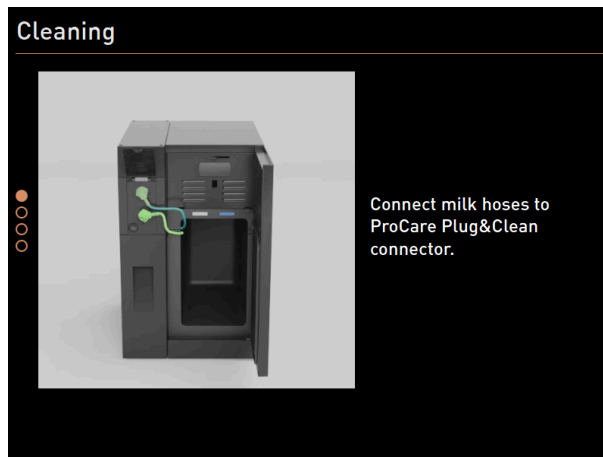 Cleaning
Connect milk hoses to
ProCare Plug&Clean
connector.